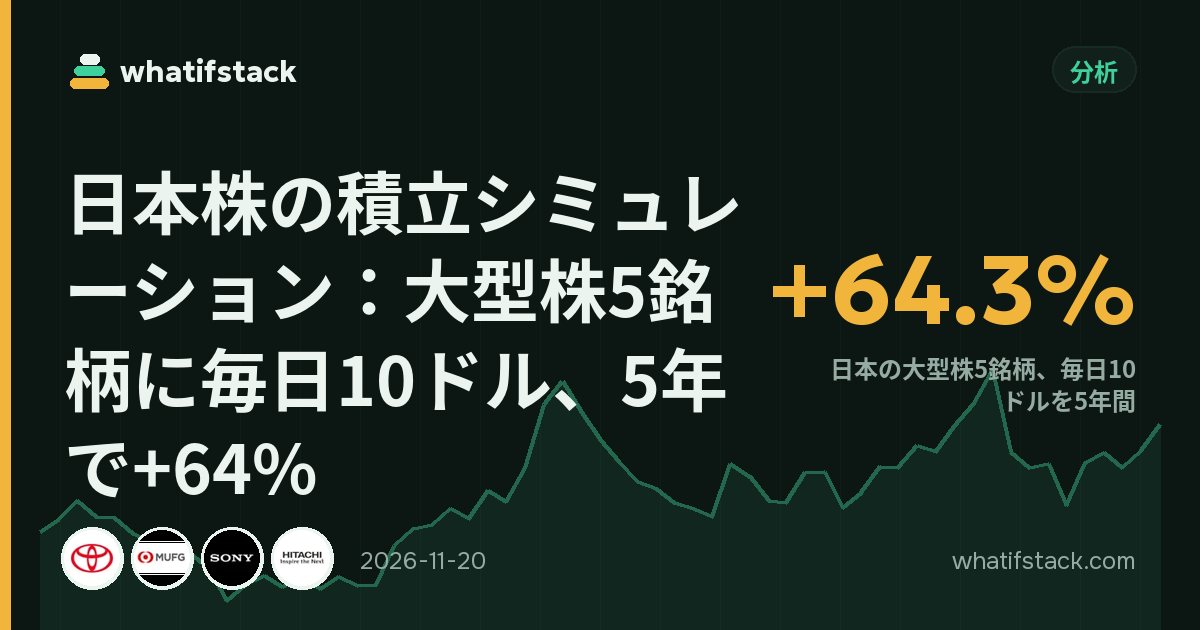 whatifstack
分析
日本株の積立シミュレ
ーション：大型株5銘
柄に毎日10ドル、5年
で+64%
+64.3%
日本の大型株5銘柄、毎日10
ドルを5年間
MUFG
SONY
HITACHI
Inspire the Next
2026-11-20
whatifstack.com